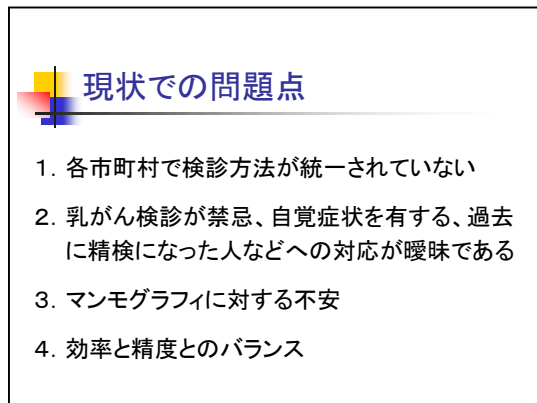 現状での問題点
1. 各市町村で検診方法が統一されていない
2. 乳がん検診が禁忌、自覚症状を有する、過去
に精検になった人などへの対応が曖昧である
3. マンモグラフィに対する不安
4. 効率と精度とのバランス